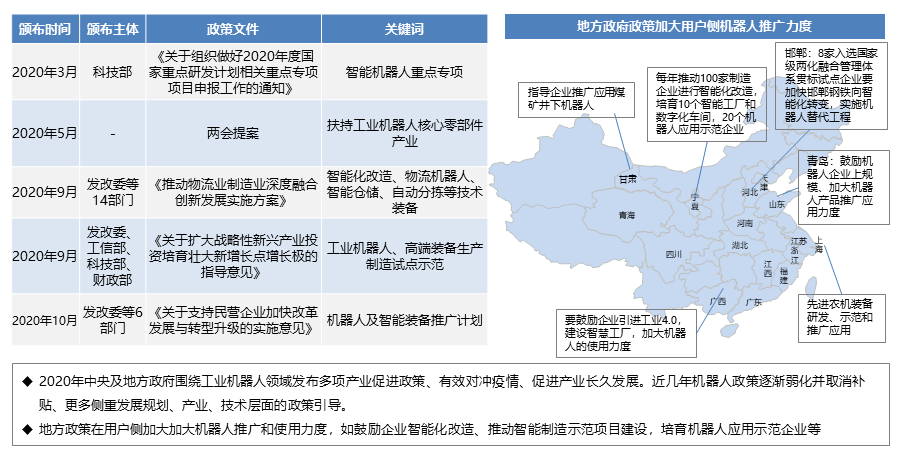 颁布时间 颁布主体 政策文件 关键词
2020年3月 科技部 《关于组织做好2020年度国
家重点研发计划相关重点专项
项目申报工作的通知》 智能机器人重点专项
2020年5月 - 两会提案 扶持工业机器人核心零部件
产业
2020年9月 发改委等
14部门 《推动物流业制造业深度融合
创新发展实施方案》 智能化改造、物流机器人、
智能仓储、自动分拣等技术
装备
2020年9月 发改委、
工信部、
科技部、
财政部 《关于扩大战略性新兴产业投
资培育壮大新增长点增长极的
指导意见》 工业机器人、高端装备生产
制造试点示范
2020年10月 发改委等6
部门 《关于支持民营企业加快改革
发展与转型升级的实施意见》 机器人及智能装备推广计划
地方政府政策加大用户侧机器人推广力度
指导企业推广应用煤
矿井下机器人
每年推动100家制造
企业进行智能化改造，
培育10个智能工厂和
数字化车间，20个机
器人应用示范企业
邯郸：8家入选国家
级两化融合管理体
系贯标试点企业要
加快邯郸钢铁向智
能化转变，实施机
器人替代工程
青岛：鼓励机
器人企业上规
模、加大机器
人产品推广应
用力度
先进农机装备
研发、示范和
推广应用
要鼓励企业引进工业4.0，
建设智慧工厂，加大机器
人的使用力度
甘肃
青海
宁夏
河北
天津
山东
河南
四川
湖北
江苏
上海
浙江
江西
福建
广西
广东
◆ 2020年中央及地方政府围绕工业机器人领域发布多项产业促进政策、有效对冲疫情、促进产业长久发展。近几年机器人政策逐渐弱化并取消补
贴、更多侧重发展规划、产业、技术层面的政策引导。
◆ 地方政策在用户侧加大加大机器人推广和使用力度，如鼓励企业智能化改造、推动智能制造示范项目建设，培育机器人应用示范企业等